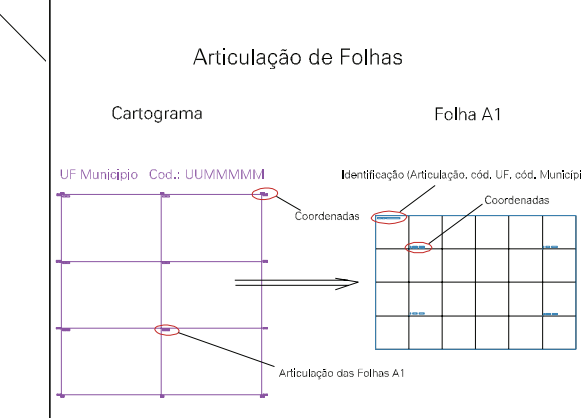 Articulação de Folhas
Cartograma
Folha A1
UF Municipio Cod.: UUMMMMM
Identificação (Articulação, cód. UF, cód. Municípi
Coordenadas
Coordenadas
Articulação das Folhas A1